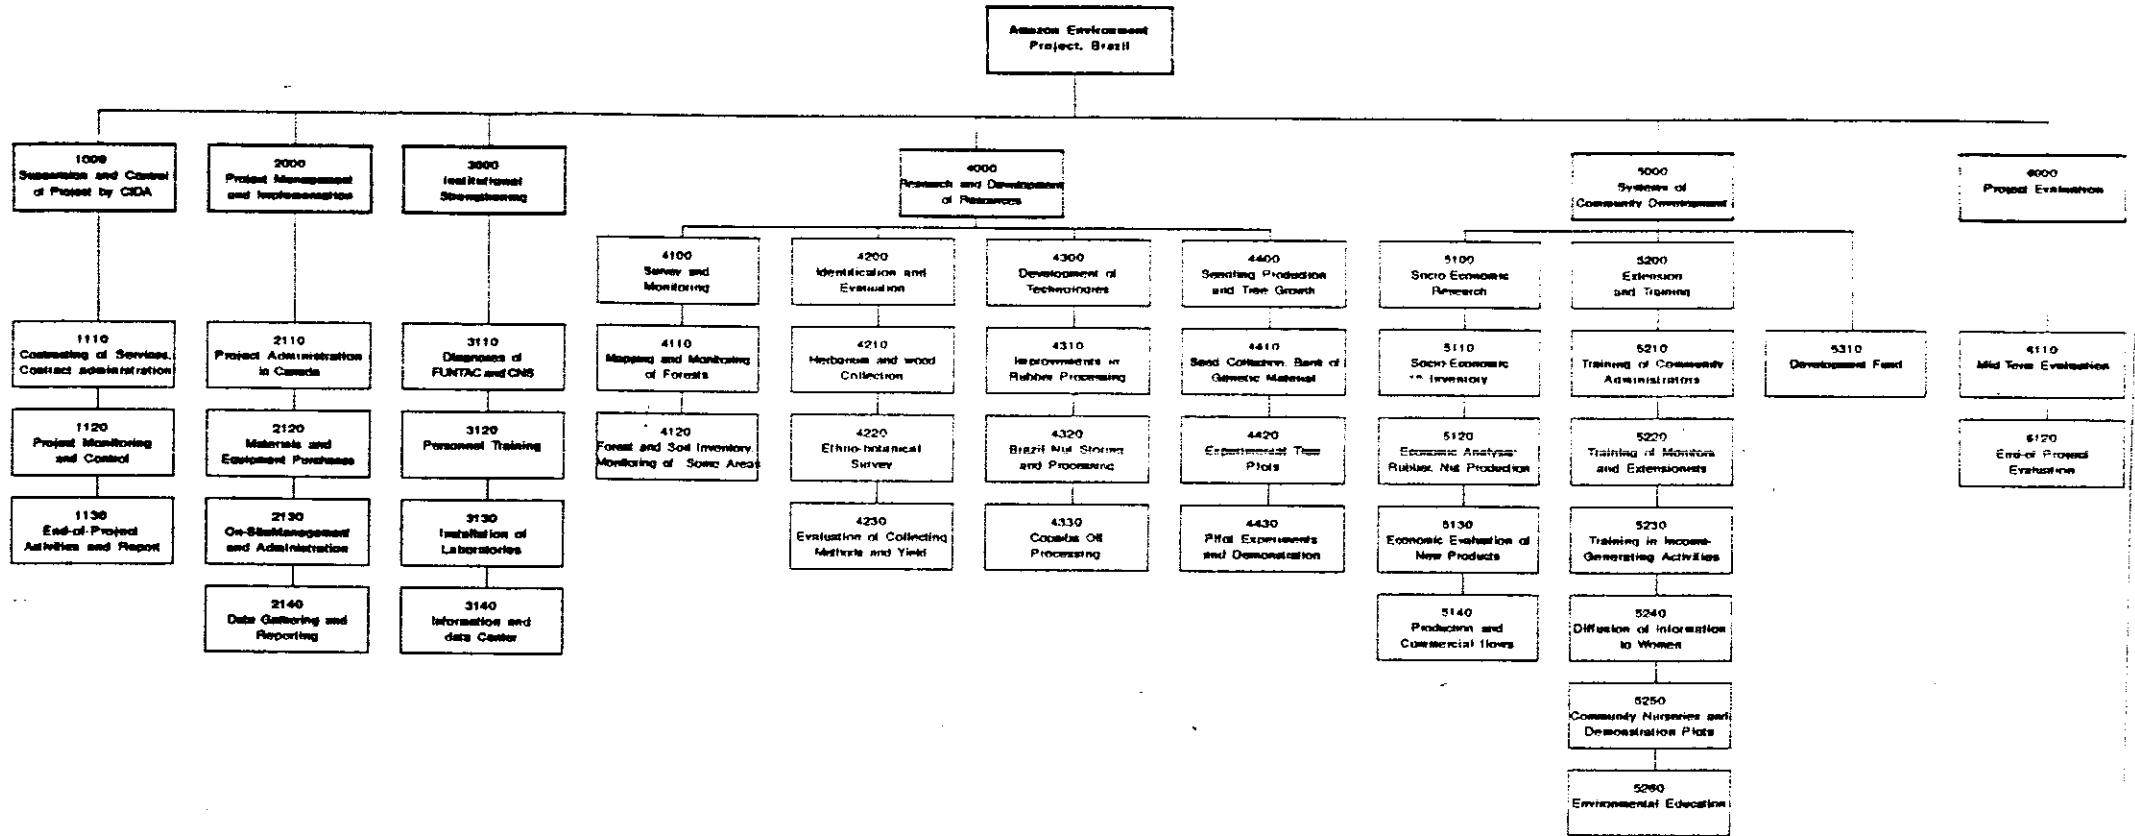 Amazon Environment
Project, Brazil
1000
Supervision and Control
of Project by CIDA
2000
Project Management
and Implementation
3000
Institutional
Strengthening
4000
Research and Development
of Resources
5000
Systems of
Community Development
6000
Project Evaluation
4100
Survey and
Monitoring
4200
Identification and
Evaluation
4300
Development of
Technologies
4400
Seedling Production
and Tree Growth
5100
Socio Economic
Research
5200
Extension
and Training
1110
Contracting of Services,
Contract administration
2110
Project Administration
in Canada
3110
Diagnoses of
FUNTAC and CNS
4110
Mapping and Monitoring
of Forests
4210
Herbarium and wood
Collection
4310
Improvements in
Rubber Processing
4410
Seed Collection, Bank of
Genetic Material
5110
Socio-Economic
Inventory
5210
Training of Community
Administrators
5310
Development Fund
6110
Mid Term Evaluation
1120
Project Monitoring
and Control
2120
Materials and
Equipment Purchases
3120
Personnel Training
4120
Forest and Soil Inventory,
Monitoring of Some Areas
4220
Ethno-botanical
Survey
4320
Brazil Nut Storing
and Processing
4420
Experimental Tree
Plots
5120
Economic Analyses
Rubber, Nut Production
5220
Training of Monitors
and Extensionists
6120
End-of Project
Evaluation
1130
End-of-Project
Activities and Report
2130
On-SiteManagement
and Administration
3130
Installation of
Laboratories
4230
Evaluation of Collecting
Methods and Yield
4330
Copaiba Oil
Processing
4430
Pilot Experiments
and Demonstration
5130
Economic Evaluation of
New Products
5230
Training in Income-
Generating Activities
2140
Data Gathering and
Reporting
3140
Information and
data Center
5140
Production and
Commercial flows
5240
Diffusion of Information
to Women
5250
Community Nurseries and
Demonstration Plots
5260
Environmental Education